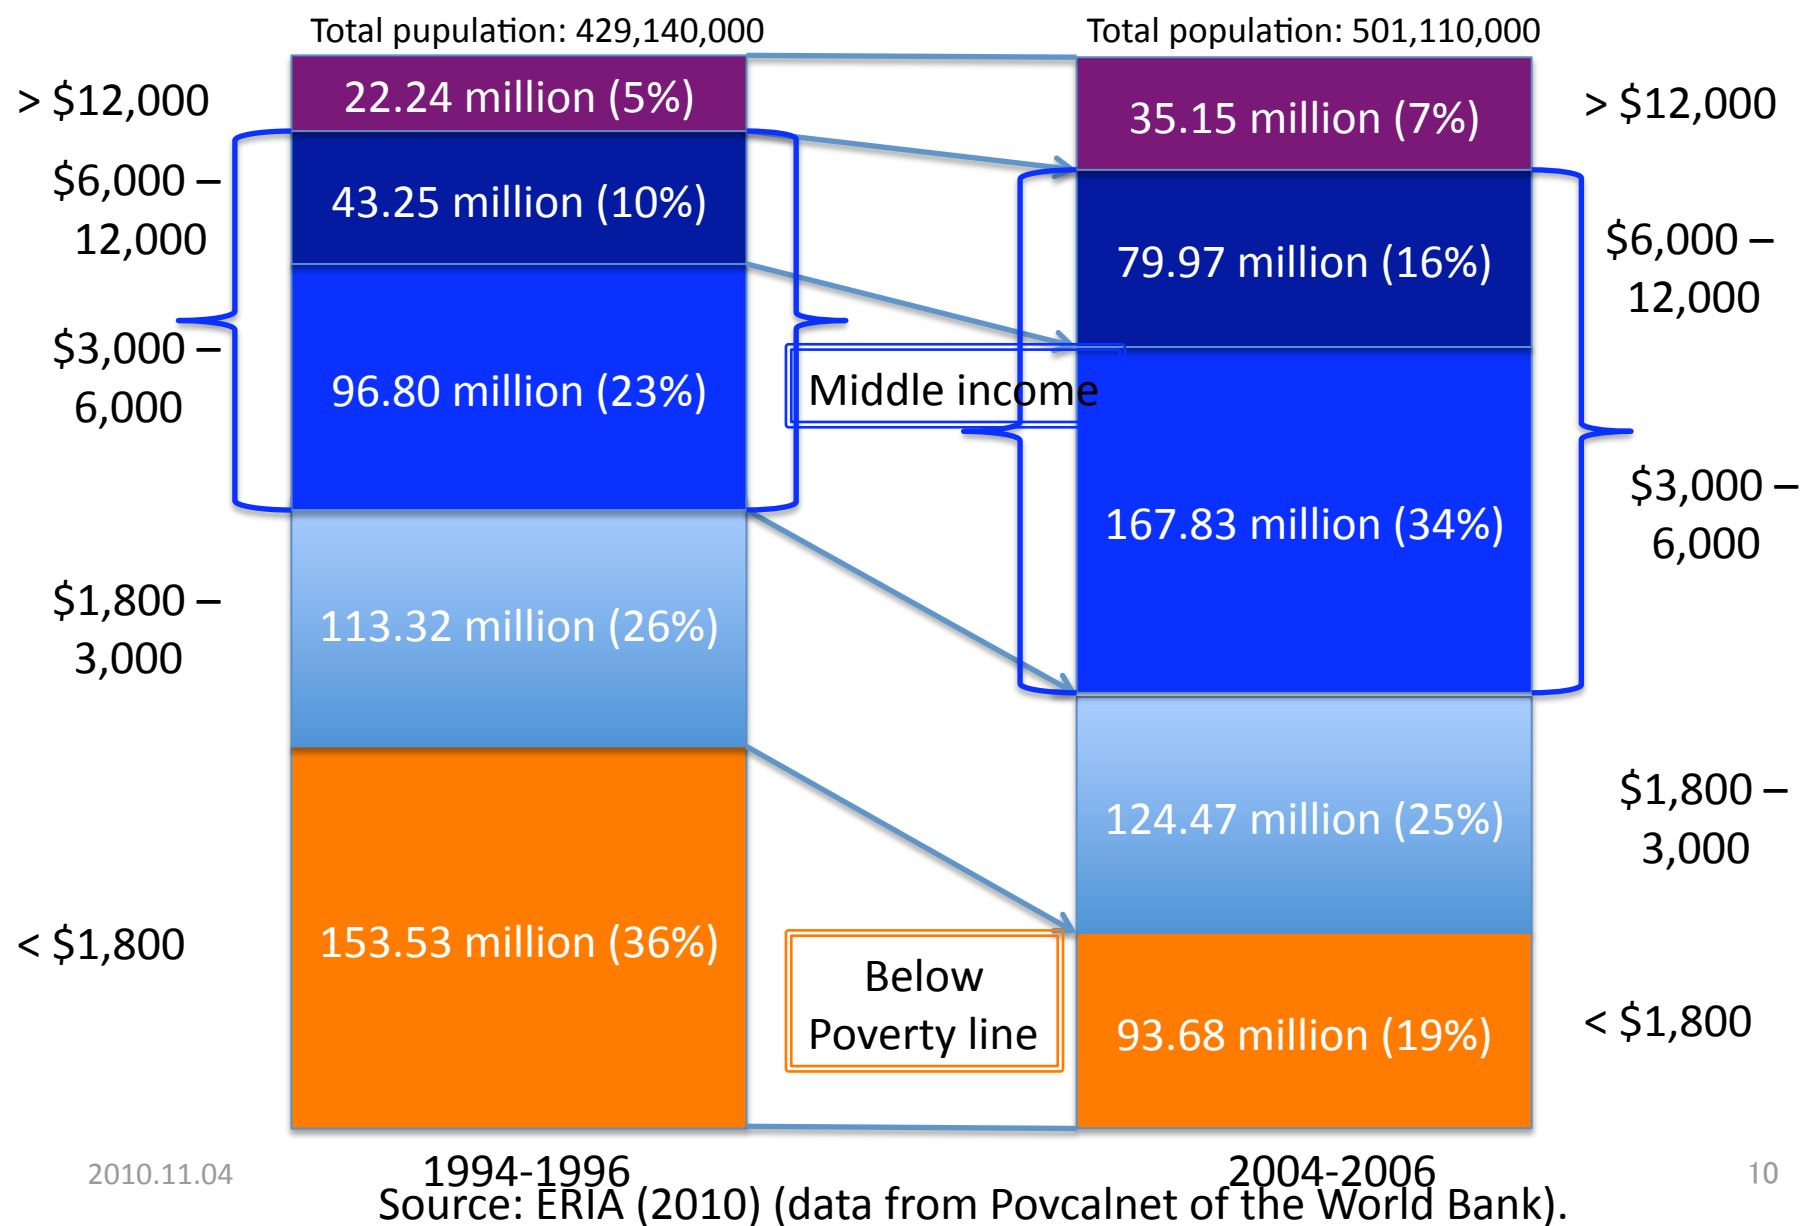 Total pupulation: 429,140,000
Total population: 501,110,000
> $12,000
22.24 million (5%)
35.15 million (7%)
> $12,000
$6,000 –
12,000
43.25 million (10%)
79.97 million (16%)
$6,000 –
12,000
$3,000 –
6,000
96.80 million (23%)
Middle income
167.83 million (34%)
$3,000 –
6,000
$1,800 –
3,000
113.32 million (26%)
124.47 million (25%)
$1,800 –
3,000
< $1,800
153.53 million (36%)
Below
Poverty line
93.68 million (19%)
< $1,800
2010.11.04
1994-1996
2004-2006
10
Source: ERIA (2010) (data from Povcalnet of the World Bank).